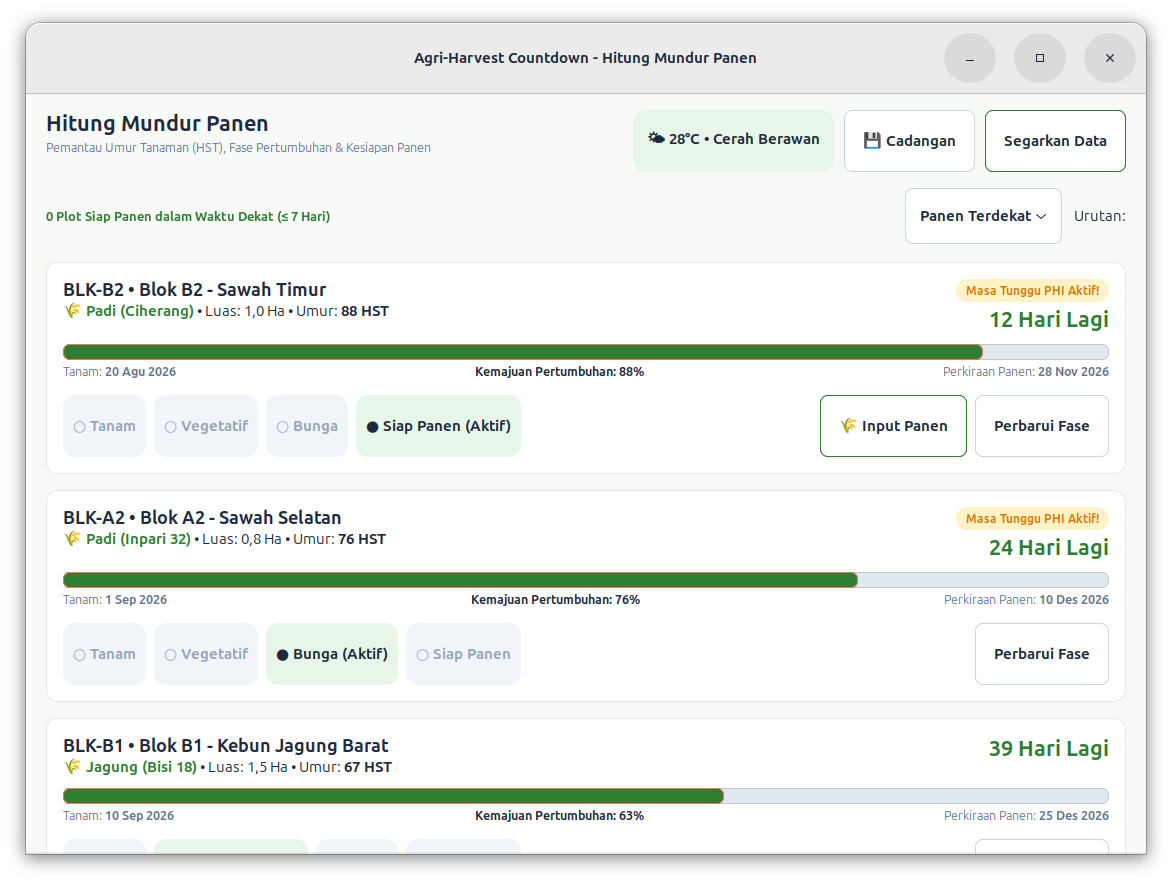 Agri-Harvest Countdown - Hitung Mundur Panen
Hitung Mundur Panen
Pemantau Umur Tanaman (HST), Fase Pertumbuhan & Kesiapan Panen
🌤 28°C • Cerah Berawan
💾 Cadangan
Segarkan Data
0 Plot Siap Panen dalam Waktu Dekat (≤ 7 Hari)
Panen Terdekat
Urutan:
BLK-B2 • Blok B2 - Sawah Timur
🌾 Padi (Ciherang) • Luas: 1,0 Ha • Umur: 88 HST
Masa Tunggu PHI Aktif!
12 Hari Lagi
Tanam: 20 Agu 2026
Kemajuan Pertumbuhan: 88%
Perkiraan Panen: 28 Nov 2026
○ Tanam
○ Vegetatif
○ Bunga
● Siap Panen (Aktif)
🌾 Input Panen
Perbarui Fase
BLK-A2 • Blok A2 - Sawah Selatan
🌾 Padi (Inpari 32) • Luas: 0,8 Ha • Umur: 76 HST
Masa Tunggu PHI Aktif!
24 Hari Lagi
Tanam: 1 Sep 2026
Kemajuan Pertumbuhan: 76%
Perkiraan Panen: 10 Des 2026
○ Tanam
○ Vegetatif
● Bunga (Aktif)
○ Siap Panen
Perbarui Fase
BLK-B1 • Blok B1 - Kebun Jagung Barat
🌾 Jagung (Bisi 18) • Luas: 1,5 Ha • Umur: 67 HST
39 Hari Lagi
Tanam: 10 Sep 2026
Kemajuan Pertumbuhan: 63%
Perkiraan Panen: 25 Des 2026